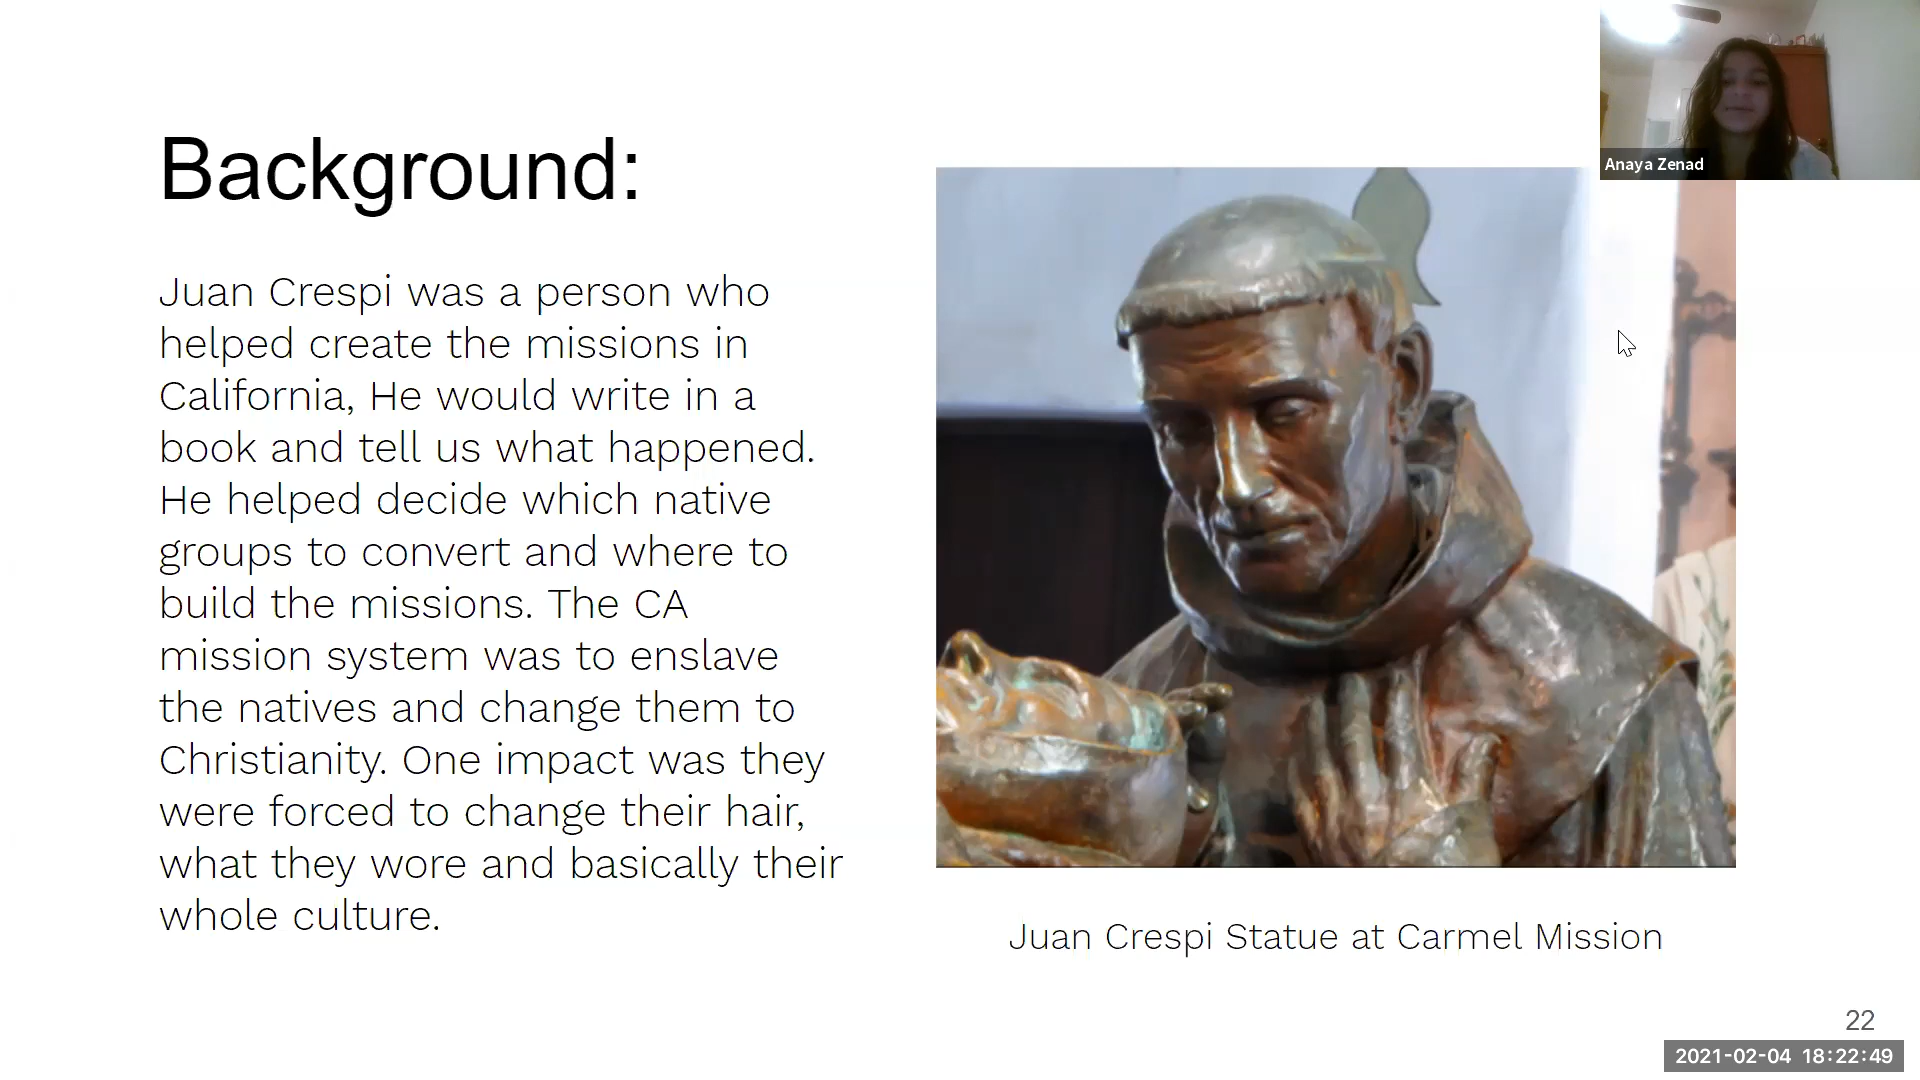 Anaya Zenad
Background:
Juan Crespi was a person who
helped create the missions in
California, He would write in a
book and tell us what happened.
He helped decide which native
groups to convert and where to
build the missions. The CA
mission system was to enslave
the natives and change them to
Christianity. One impact was they
were forced to change their hair,
what they wore and basically their
whole culture.
Juan Crespi Statue at Carmel Mission
22
2021-02-04 18:22:49